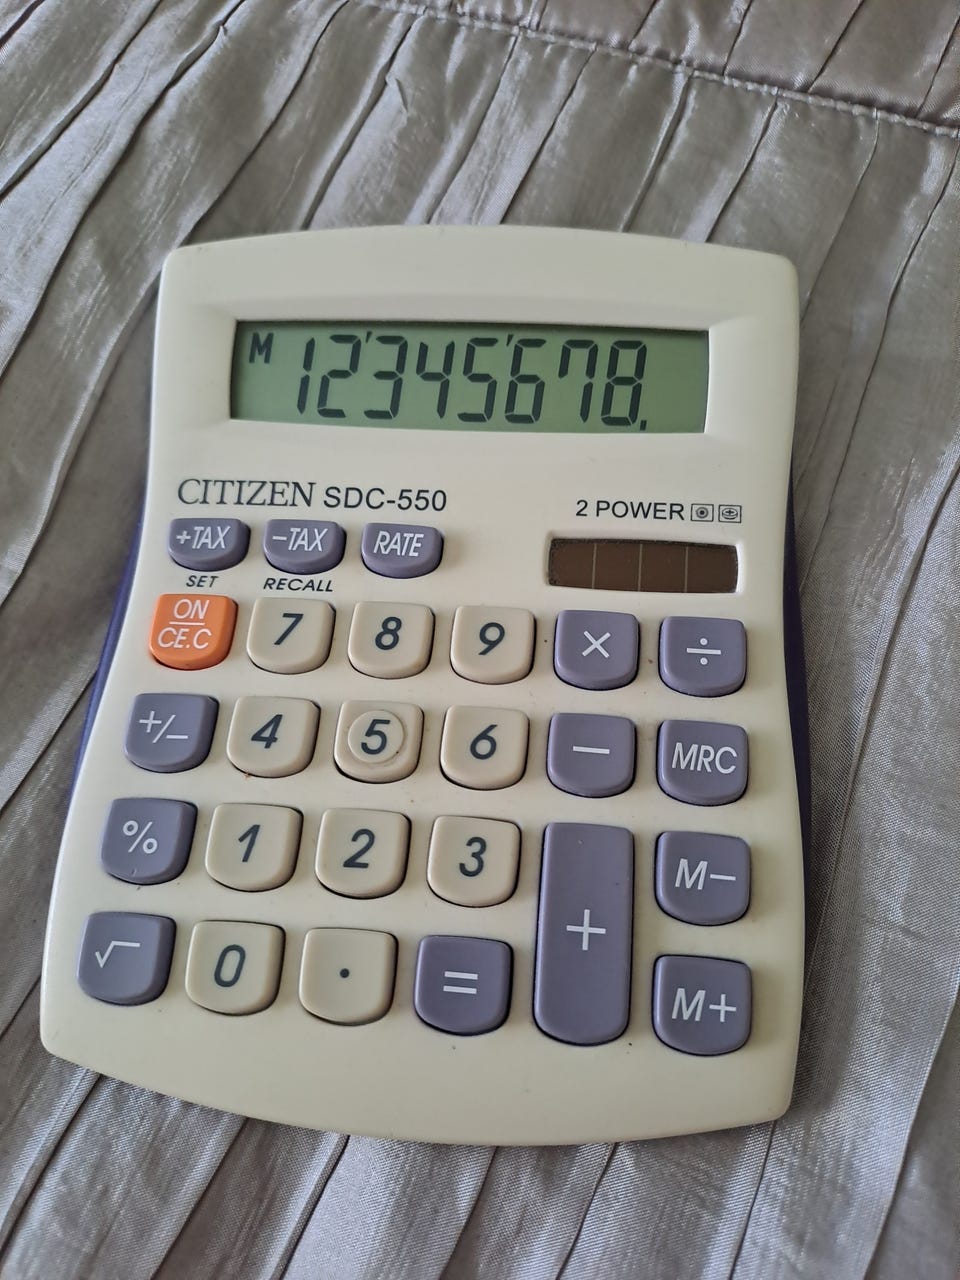 M 12'345'678.
CITIZEN SDC-550
2 POWER
+TAX -TAX RATE
SET RECALL
ON
CE.C 7 8 9 × ÷
+/- 4 5 6 − MRC
% 1 2 3 + M−
√ 0 . = M+